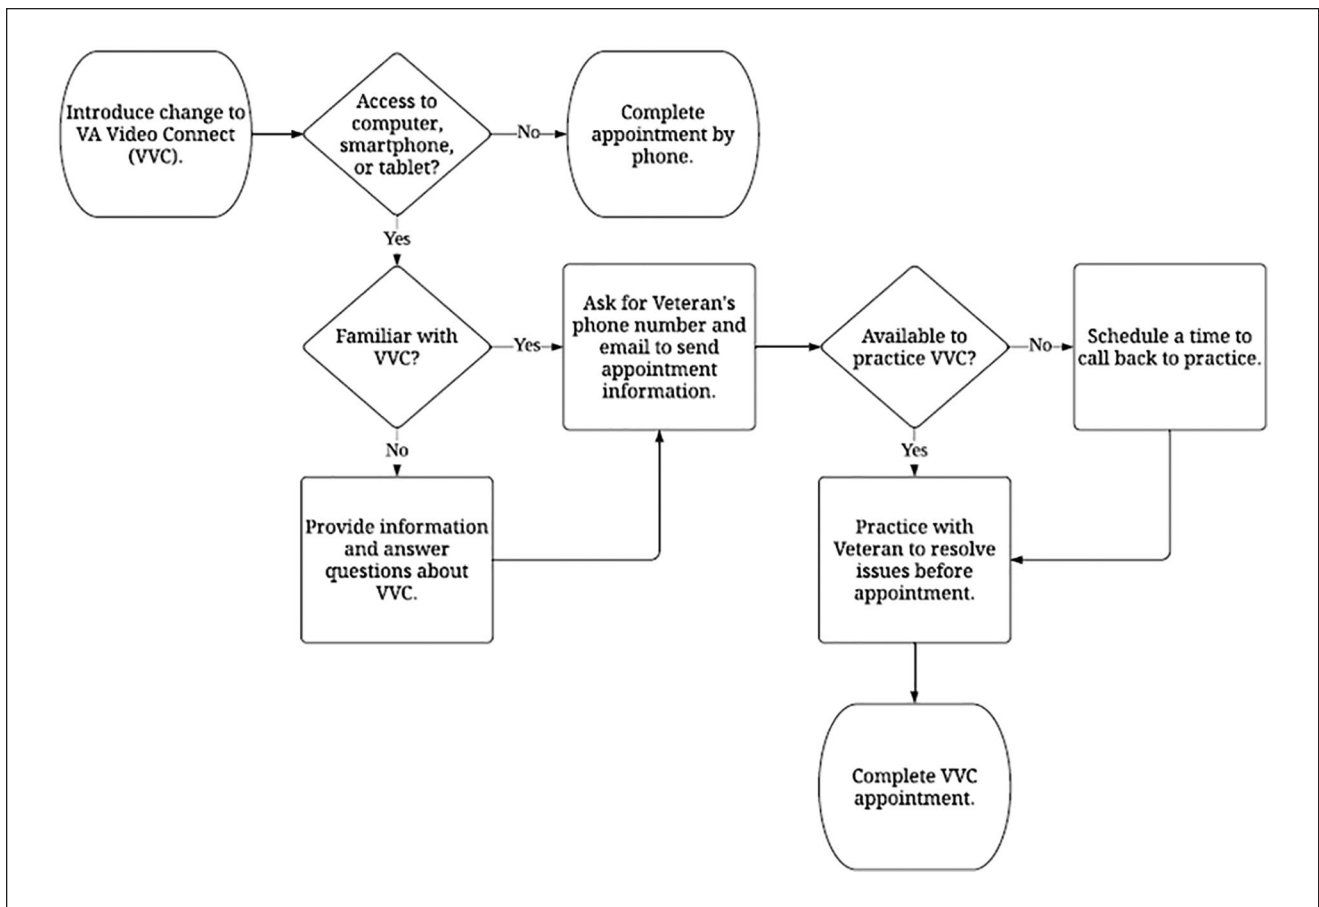 Introduce change to
VA Video Connect
(VVC).
Access to
computer,
smartphone,
or tablet?
No
Complete
appointment by
phone.
Yes
Familiar with
VVC?
Yes
Ask for Veteran's
phone number and
email to send
appointment
information.
Available to
practice VVC?
No
Schedule a time to
call back to practice.
No
Yes
Provide information
and answer
questions about
VVC.
Practice with
Veteran to resolve
issues before
appointment.
Complete VVC
appointment.